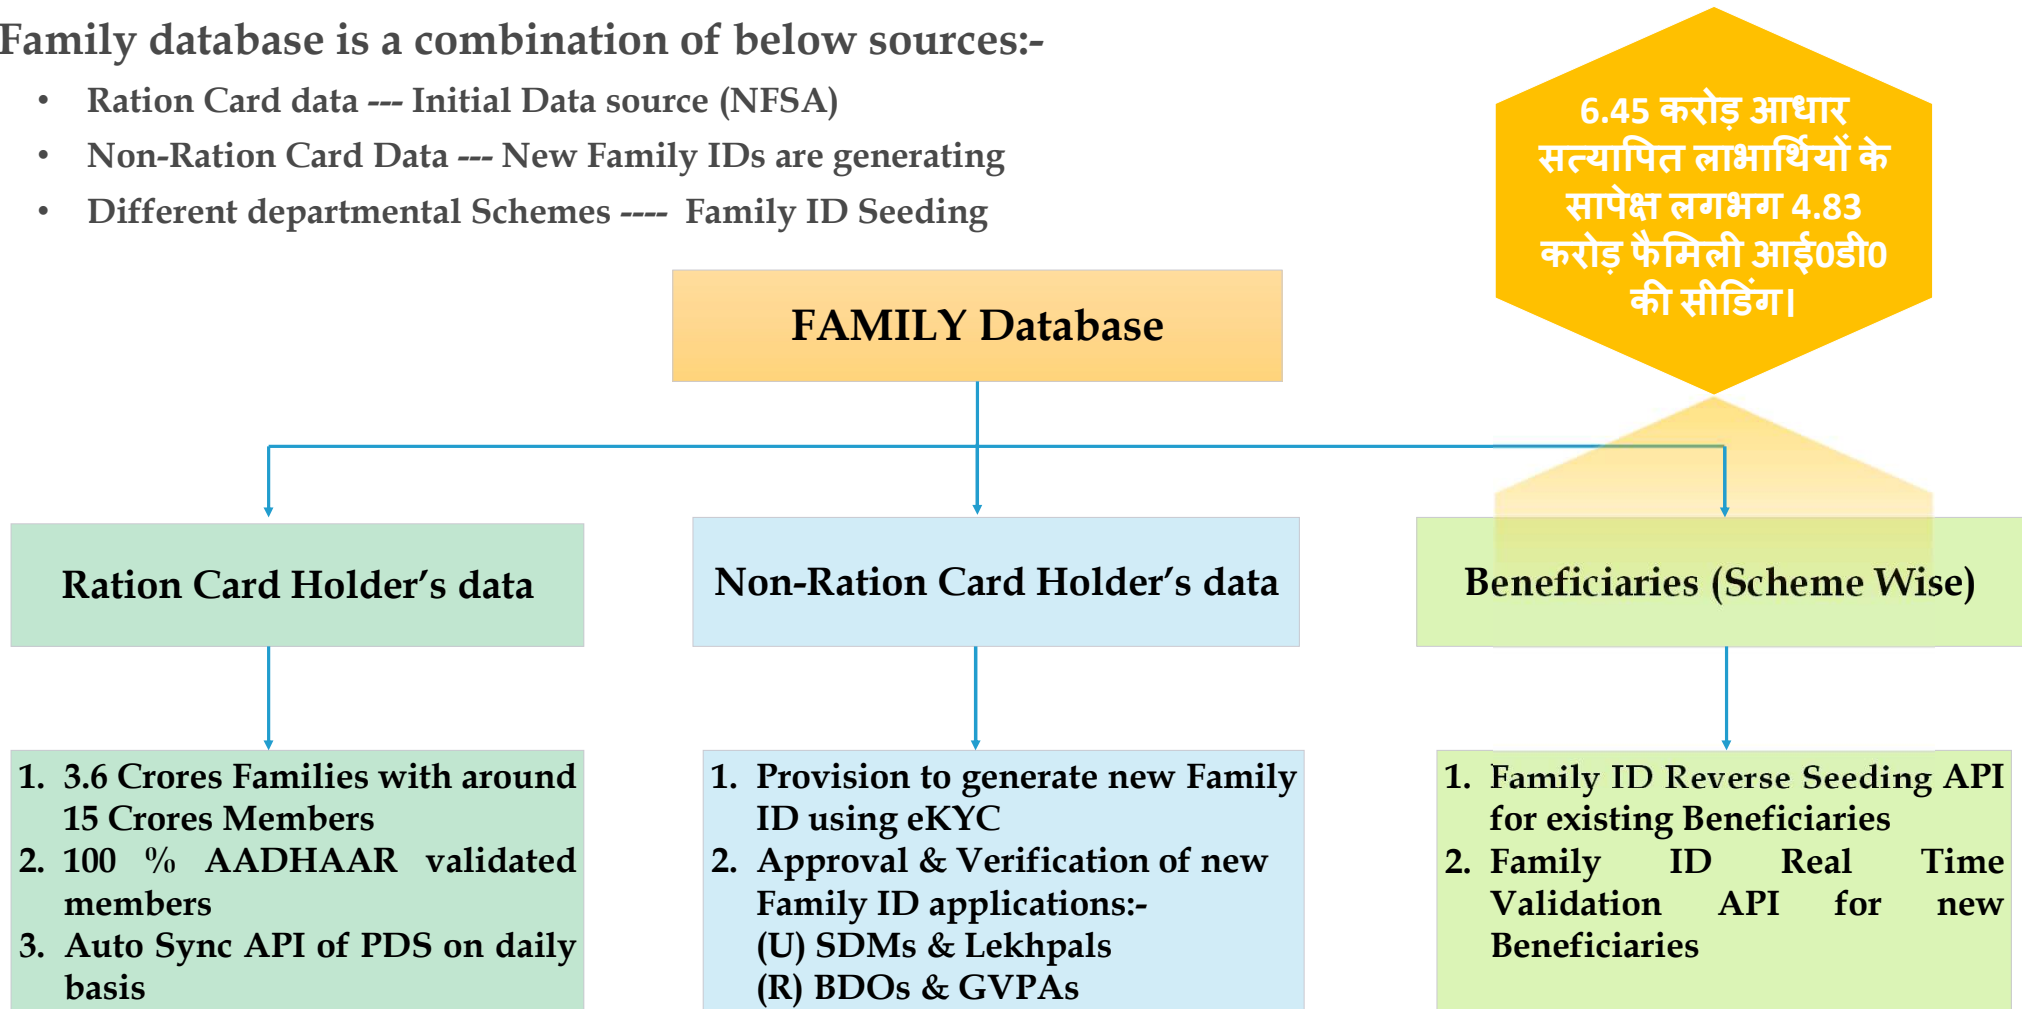 Family database is a combination of below sources:-
• Ration Card data --- Initial Data source (NFSA)
• Non-Ration Card Data --- New Family IDs are generating
• Different departmental Schemes ---- Family ID Seeding
6.45 करोड़ आधार
सत्यापित लाभार्थियों के
सापेक्ष लगभग 4.83
करोड़ फैमिली आई0डी0
की सीडिंग।
FAMILY Database
Ration Card Holder’s data
Non-Ration Card Holder’s data
Beneficiaries (Scheme Wise)
1. 3.6 Crores Families with around
15 Crores Members
2. 100 % AADHAAR validated
members
3. Auto Sync API of PDS on daily
basis
1. Provision to generate new Family
ID using eKYC
2. Approval & Verification of new
Family ID applications:-
(U) SDMs & Lekhpals
(R) BDOs & GVPAs
1. Family ID Reverse Seeding API
for existing Beneficiaries
2. Family ID Real Time
Validation API for new
Beneficiaries